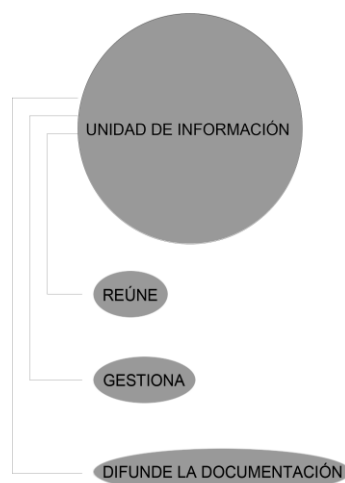 UNIDAD DE INFORMACIÓN
REÚNE
GESTIONA
DIFUNDE LA DOCUMENTACIÓN